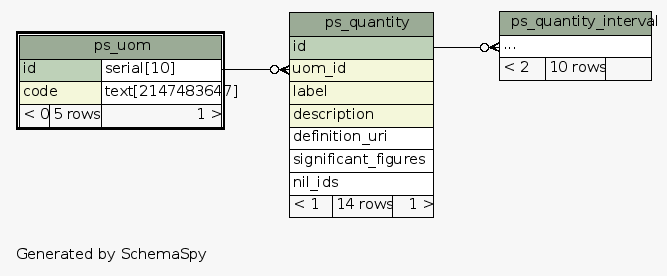 ps_uom
id serial[10]
code text[2147483647]
< 0 5 rows 1 >
ps_quantity
id
uom_id
label
description
definition_uri
significant_figures
nil_ids
< 1 14 rows 1 >
ps_quantity_interval
...
< 2 10 rows
Generated by SchemaSpy